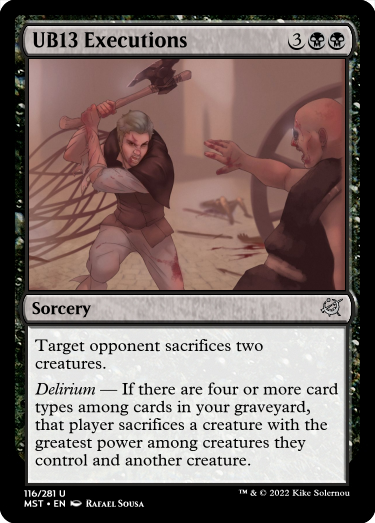 UB13 Executions 3
Sorcery
Target opponent sacrifices two
creatures.
Delirium — If there are four or more card
types among cards in your graveyard,
that player sacrifices a creature with the
greatest power among creatures they
control and another creature.
116/281 U
MST • EN Rafael Sousa
™ & © 2022 Kike Solernou